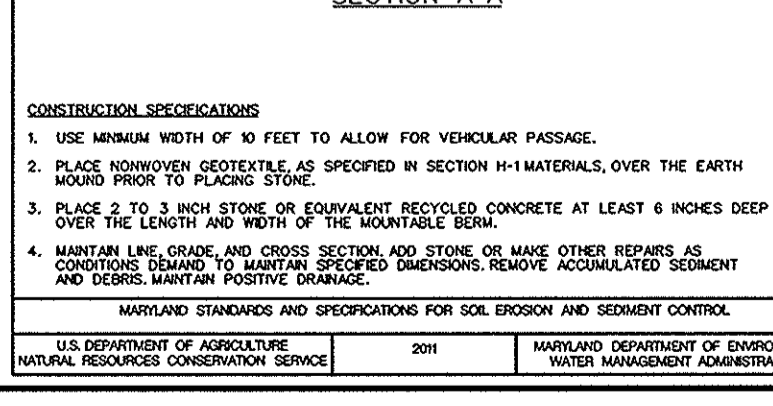 SECTION A-A
CONSTRUCTION SPECIFICATIONS
1. USE MINIMUM WIDTH OF 10 FEET TO ALLOW FOR VEHICULAR PASSAGE.
2. PLACE NONWOVEN GEOTEXTILE, AS SPECIFIED IN SECTION H-1 MATERIALS, OVER THE EARTH
MOUND PRIOR TO PLACING STONE.
3. PLACE 2 TO 3 INCH STONE OR EQUIVALENT RECYCLED CONCRETE AT LEAST 6 INCHES DEEP
OVER THE LENGTH AND WIDTH OF THE MOUNTABLE BERM.
4. MAINTAIN LINE, GRADE, AND CROSS SECTION. ADD STONE OR MAKE OTHER REPAIRS AS
CONDITIONS DEMAND TO MAINTAIN SPECIFIED DIMENSIONS. REMOVE ACCUMULATED SEDIMENT
AND DEBRIS. MAINTAIN POSITIVE DRAINAGE.
MARYLAND STANDARDS AND SPECIFICATIONS FOR SOIL EROSION AND SEDIMENT CONTROL
U.S. DEPARTMENT OF AGRICULTURE
NATURAL RESOURCES CONSERVATION SERVICE
2011
MARYLAND DEPARTMENT OF ENVIRO
WATER MANAGEMENT ADMINISTRA